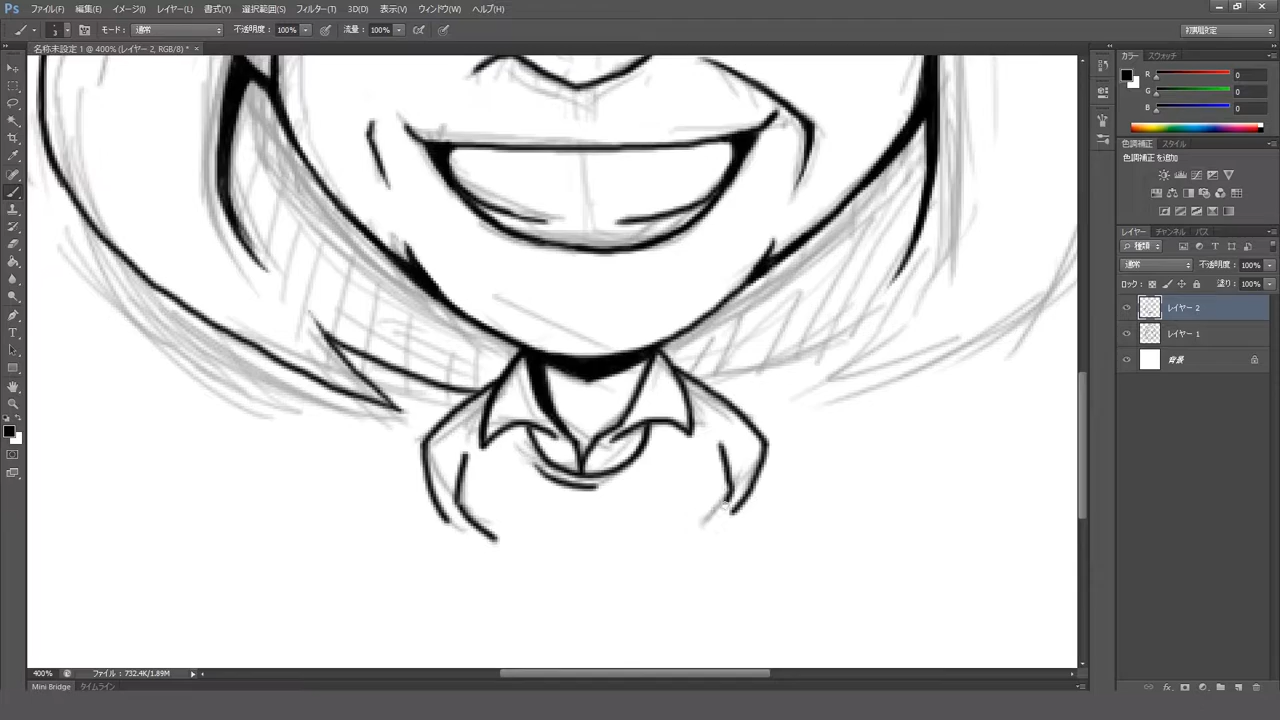 Ps ファイル(F) 編集(E) イメージ(I) レイヤー(L) 書式(Y) 選択範囲(S) フィルター(T) 3D(D) 表示(V) ウィンドウ(W) ヘルプ(H)
モード: 通常 不透明度: 100% 流量: 100% 初期設定
名称未設定 1 @ 400% (レイヤー 2, RGB/8) * ×
カラー スウォッチ
R 0
G 0
B 0
色調補正 スタイル
色調補正を追加
レイヤー チャンネル パス
種類
通常 不透明度: 100%
ロック: 塗り: 100%
レイヤー 2
レイヤー 1
背景
400% ファイル : 732.4K/1.89M
Mini Bridge タイムライン